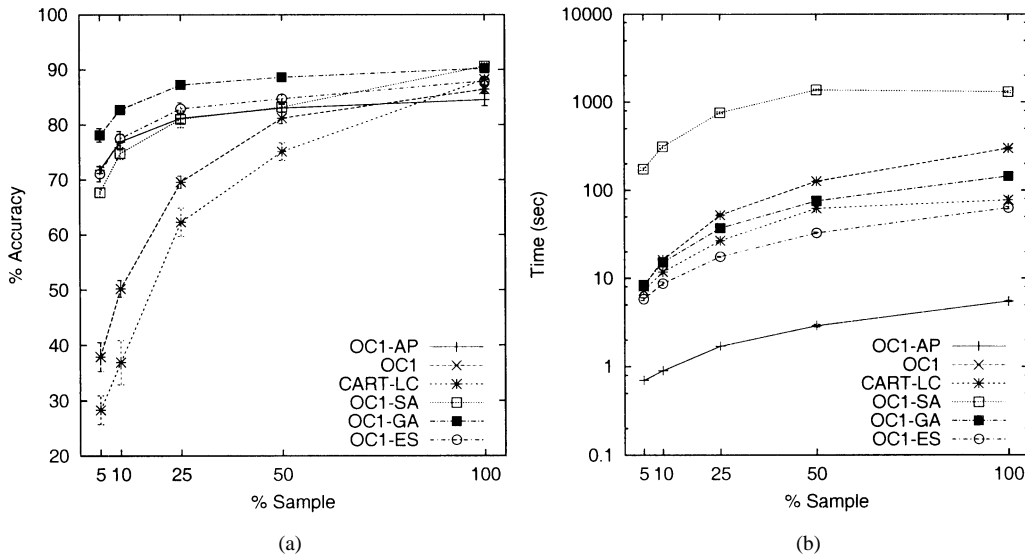 100
90
80
70
60
50
40
30
20
% Accuracy
5 10 25 50 100
% Sample
OC1-AP
OC1
CART-LC
OC1-SA
OC1-GA
OC1-ES
(a)
10000
1000
100
10
1
0.1
Time (sec)
5 10 25 50 100
% Sample
OC1-AP
OC1
CART-LC
OC1-SA
OC1-GA
OC1-ES
(b)